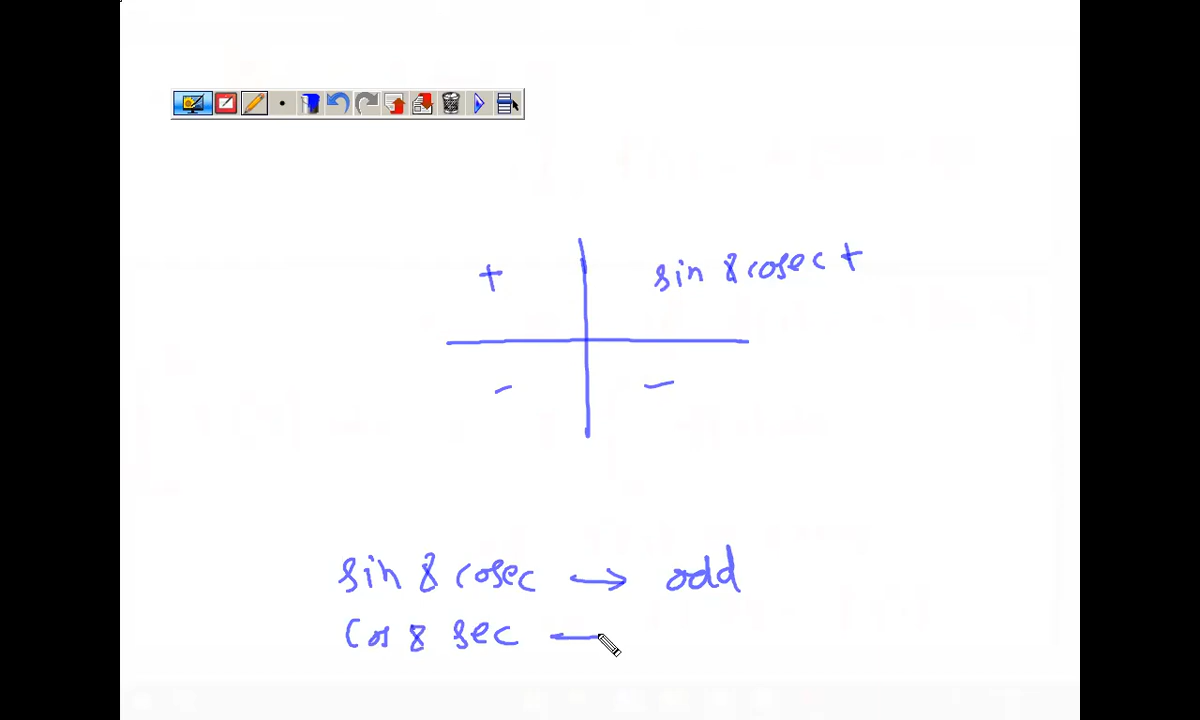 + sin & cosec +
- -
sin & cosec → odd
cos & sec —